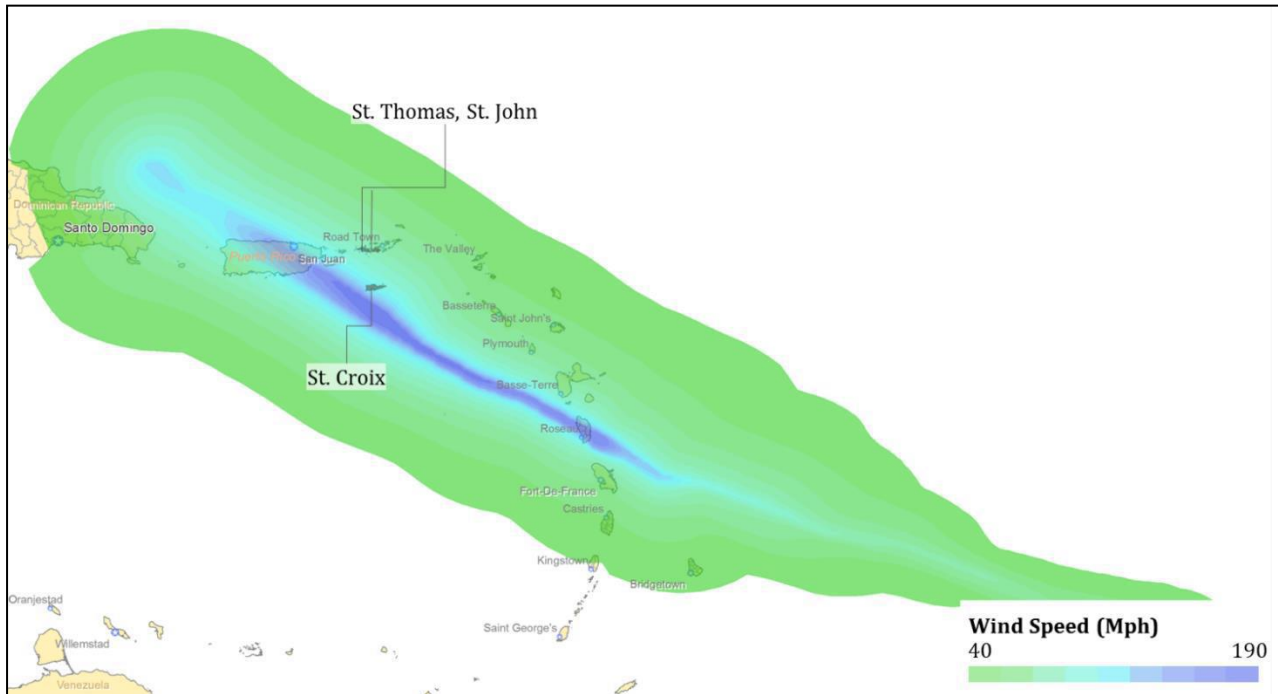 St. Thomas, St. John
Dominican Republic
Santo Domingo
Puerto Rico
San Juan
Road Town
The Valley
Basseterre
Saint John's
St. Croix
Plymouth
Basse-Terre
Roseau
Fort-De-France
Castries
Kingstown
Bridgetown
Oranjestad
Willemstad
Saint George's
Venezuela
Wind Speed (Mph)
40 190